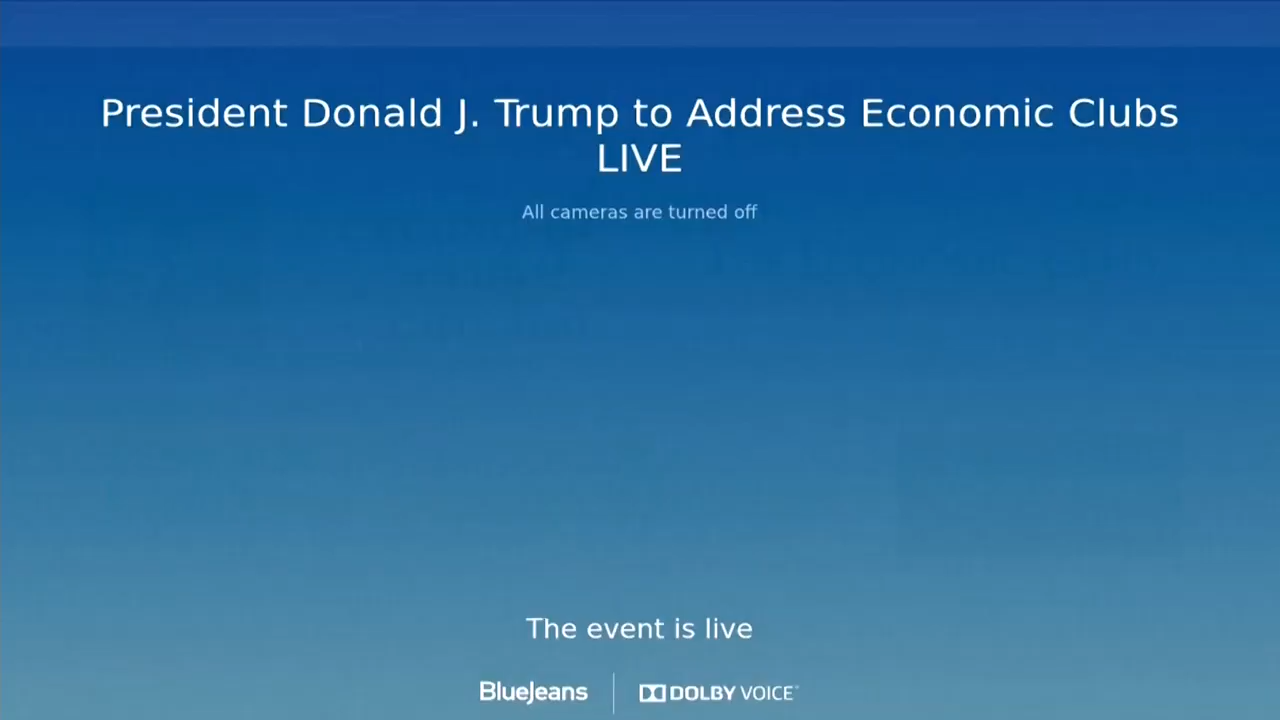 President Donald J. Trump to Address Economic Clubs
LIVE
All cameras are turned off
The event is live
BlueJeans
DOLBY VOICE